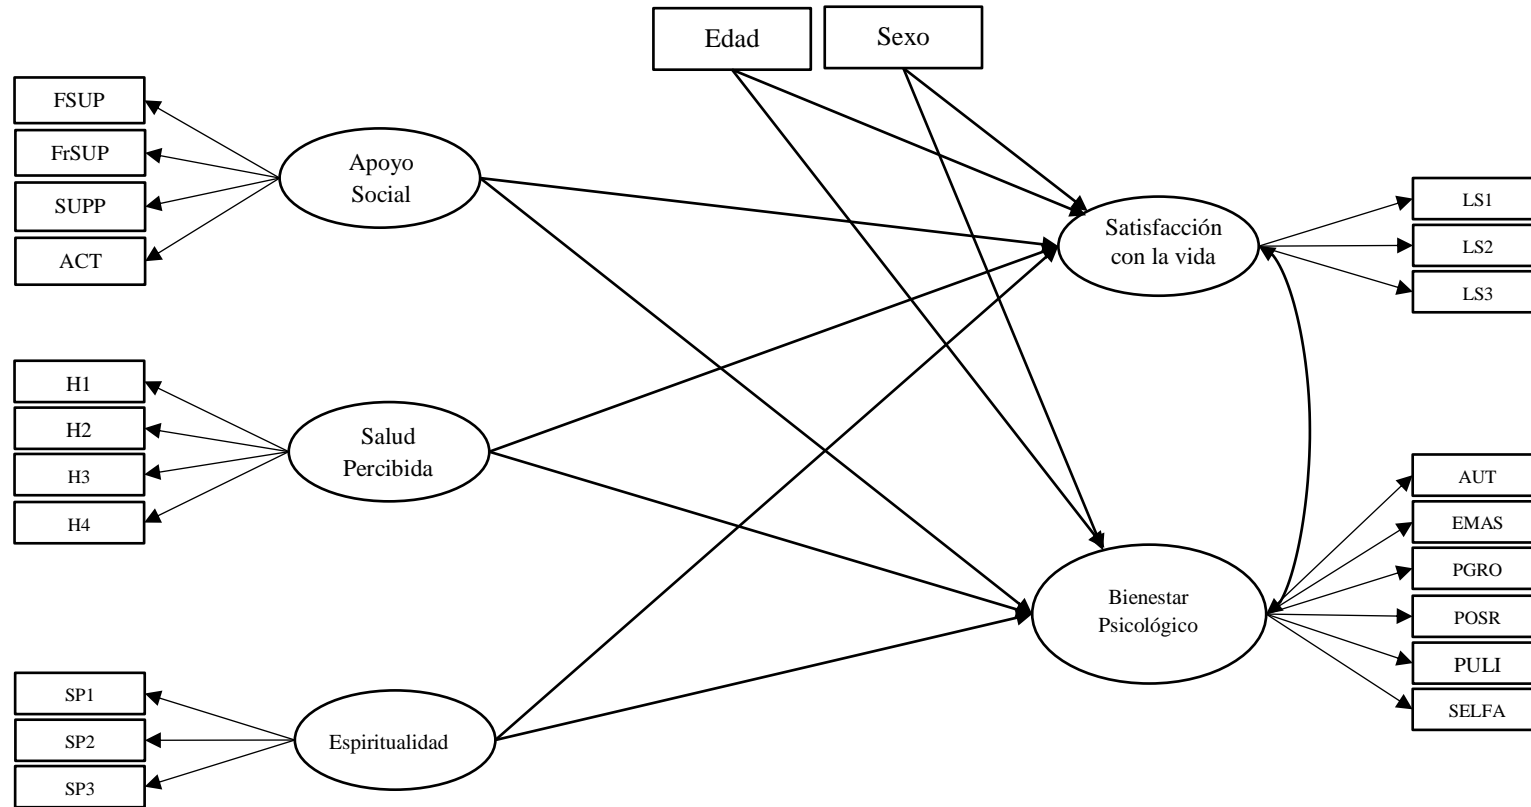 Edad
Sexo
FSUP
FrSUP
SUPP
ACT
Apoyo
Social
Satisfacción
con la vida
LS1
LS2
LS3
H1
H2
H3
H4
Salud
Percibida
Bienestar
Psicológico
AUT
EMAS
PGRO
POSR
PULI
SELFA
SP1
SP2
SP3
Espiritualidad